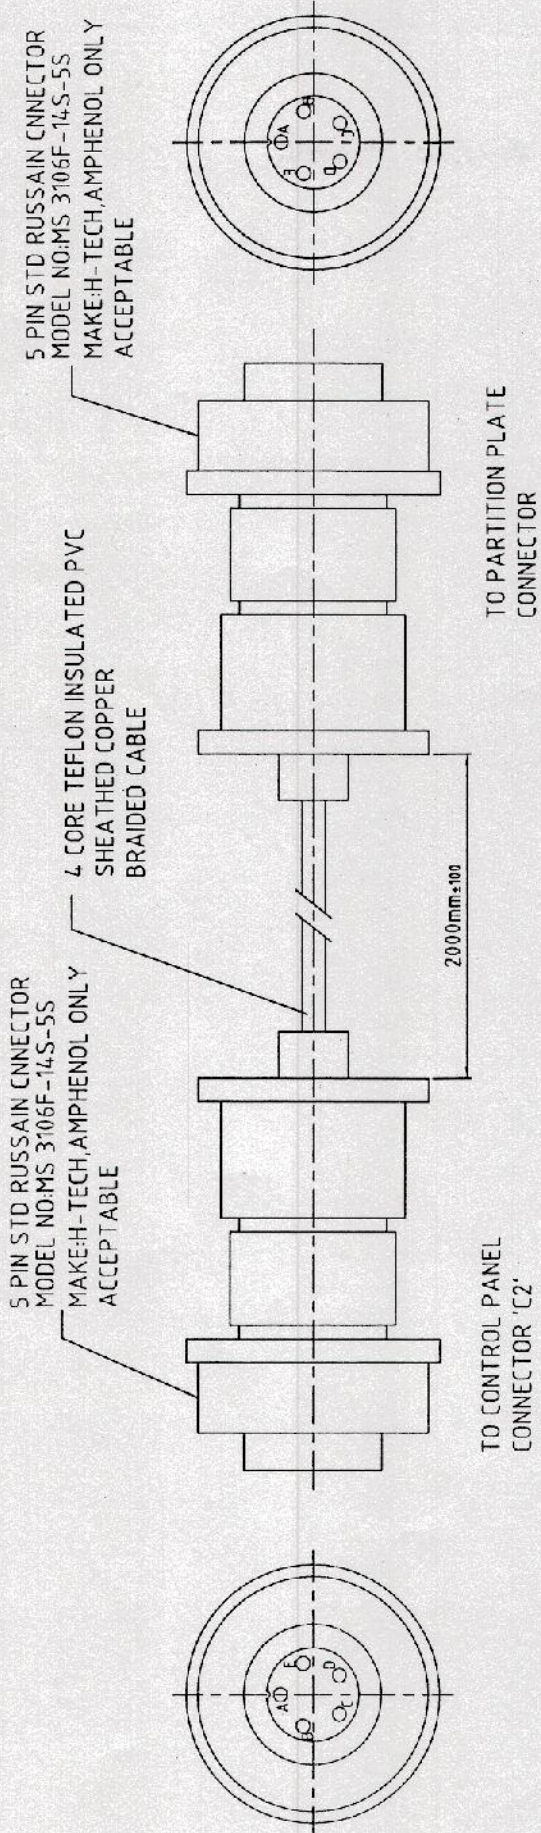 5 PIN STD RUSSAIN CNNECTOR
MODEL NO:MS 3106F-14S-5S
MAKE:H-TECH,AMPHENOL ONLY
ACCEPTABLE
4 CORE TEFLON INSULATED PVC
SHEATHED COPPER
BRAIDED CABLE
5 PIN STD RUSSAIN CNNECTOR
MODEL NO:MS 3106F-14S-5S
MAKE:H-TECH,AMPHENOL ONLY
ACCEPTABLE
A
E
B
D
C
A
2000mm±100
TO CONTROL PANEL
CONNECTOR 'C2'
TO PARTITION PLATE
CONNECTOR